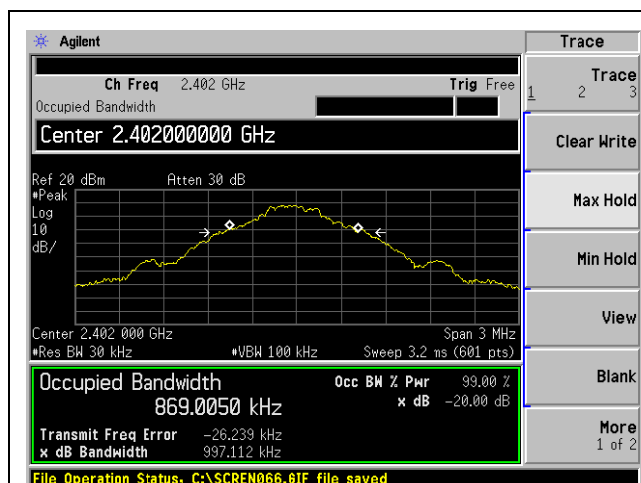 Agilent
Trace
Ch Freq 2.402 GHz Trig Free
Occupied Bandwidth
Center 2.402000000 GHz
Ref 20 dBm Atten 30 dB
#Peak
Log
10
dB/
Center 2.402 000 GHz Span 3 MHz
#Res BW 30 kHz #VBW 100 kHz Sweep 3.2 ms (601 pts)
Occupied Bandwidth
869.0050 kHz
Occ BW % Pwr 99.00 %
x dB -20.00 dB
Transmit Freq Error -26.239 kHz
x dB Bandwidth 997.112 kHz
File Operation Status, C:\SCREN066.GIF file saved
Trace
1 2 3
Clear Write
Max Hold
Min Hold
View
Blank
More
1 of 2